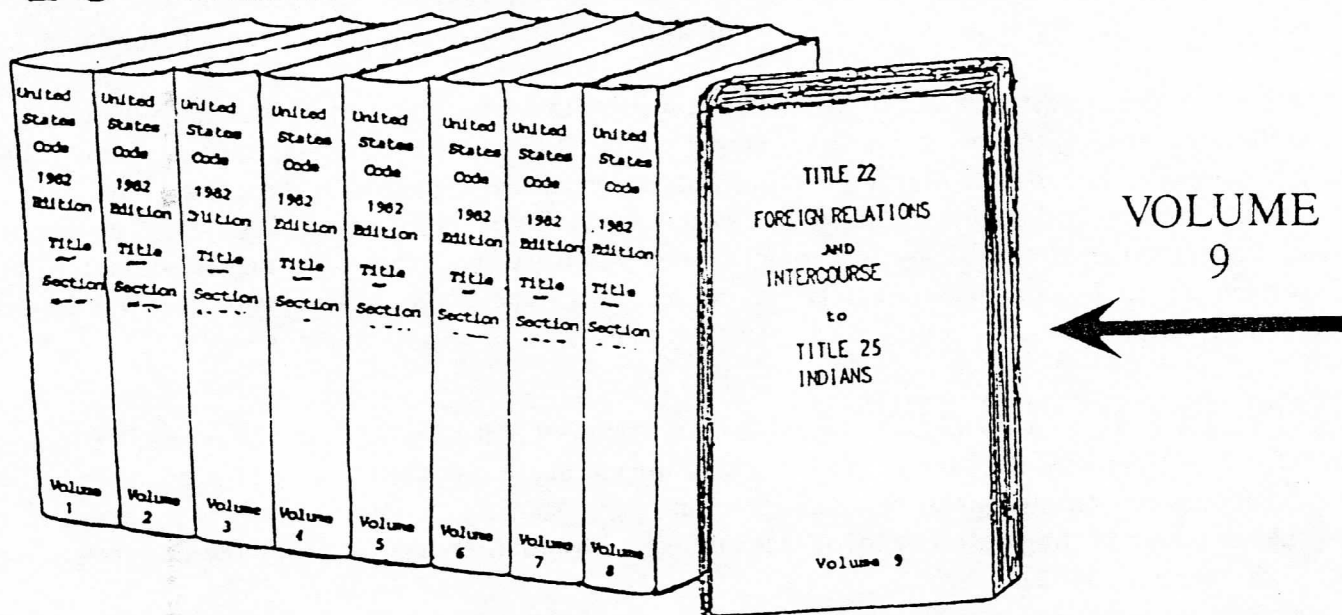 United
States
Code
1982
Edition
Title
Section
Volume
1
United
States
Code
1982
Edition
Title
Section
Volume
2
United
States
Code
1982
Edition
Title
Section
Volume
3
United
States
Code
1982
Edition
Title
Section
Volume
4
United
States
Code
1982
Edition
Title
Section
Volume
5
United
States
Code
1982
Edition
Title
Section
Volume
6
United
States
Code
1982
Edition
Title
Section
Volume
7
United
States
Code
1982
Edition
Title
Section
Volume
8
TITLE 22
FOREIGN RELATIONS
AND
INTERCOURSE
to
TITLE 25
INDIANS
Volume 9
VOLUME
9